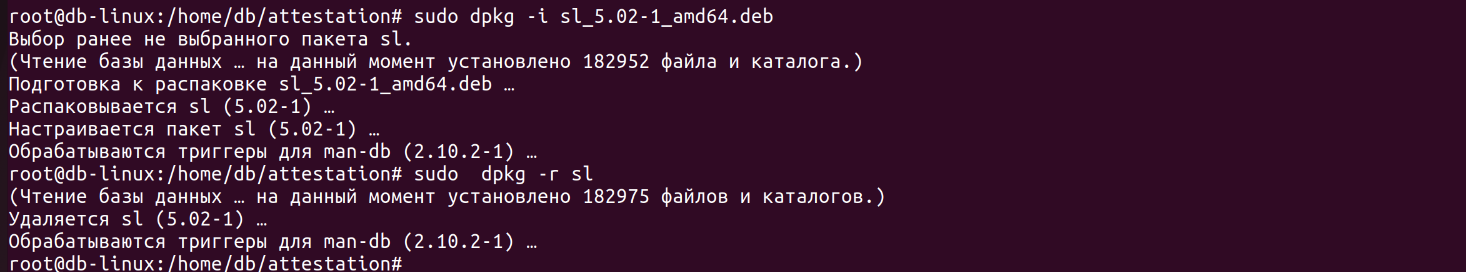 root@db-linux:/home/db/attestation# sudo dpkg -i sl_5.02-1_amd64.deb
Выбор ранее не выбранного пакета sl.
(Чтение базы данных … на данный момент установлено 182952 файла и каталога.)
Подготовка к распаковке sl_5.02-1_amd64.deb …
Распаковывается sl (5.02-1) …
Настраивается пакет sl (5.02-1) …
Обрабатываются триггеры для man-db (2.10.2-1) …
root@db-linux:/home/db/attestation# sudo  dpkg -r sl
(Чтение базы данных … на данный момент установлено 182975 файлов и каталогов.)
Удаляется sl (5.02-1) …
Обрабатываются триггеры для man-db (2.10.2-1) …
root@db-linux:/home/db/attestation#